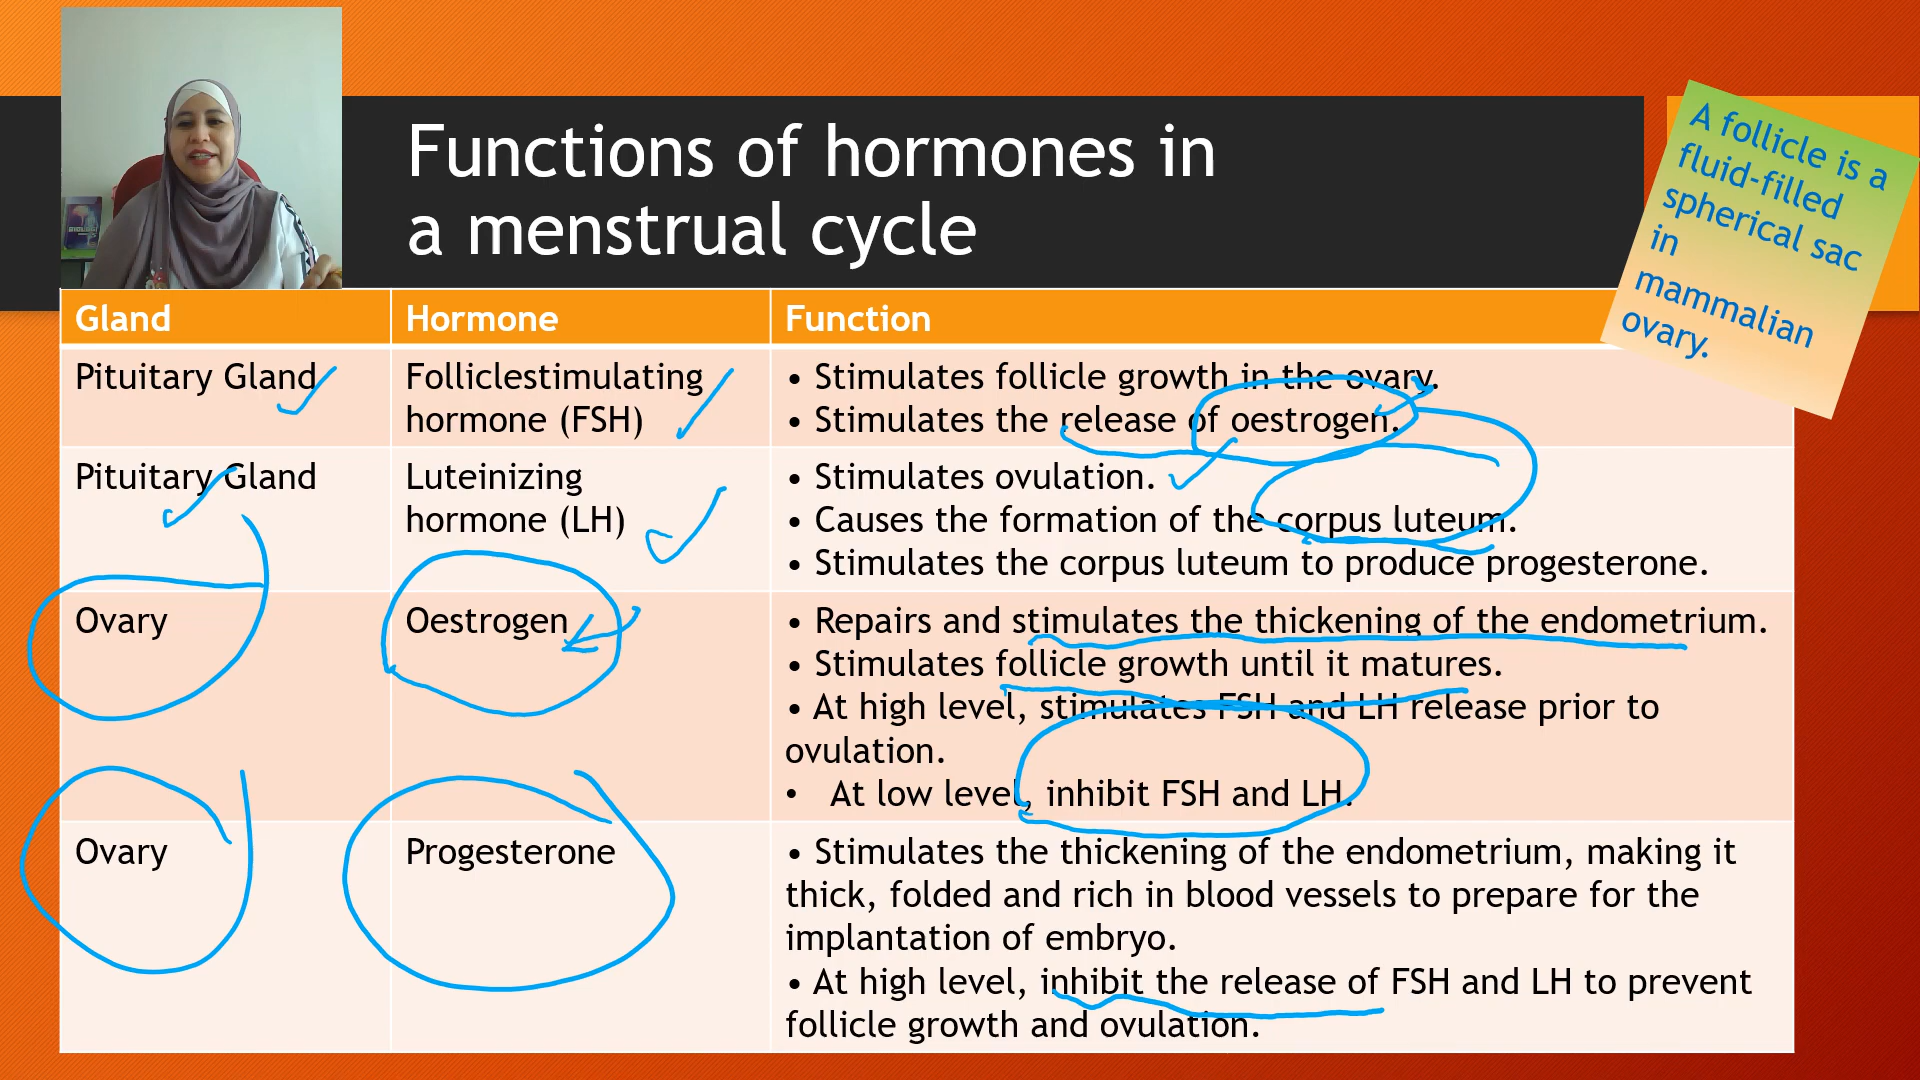 Functions of hormones in
a menstrual cycle
A follicle is a
fluid-filled
spherical sac
in
mammalian
ovary.
Gland Hormone Function
Pituitary Gland
Folliclestimulating
hormone (FSH)
• Stimulates follicle growth in the ovary.
• Stimulates the release of oestrogen.
Pituitary Gland
Luteinizing
hormone (LH)
• Stimulates ovulation.
• Causes the formation of the corpus luteum.
• Stimulates the corpus luteum to produce progesterone.
Ovary
Oestrogen
• Repairs and stimulates the thickening of the endometrium.
• Stimulates follicle growth until it matures.
• At high level, stimulates FSH and LH release prior to
ovulation.
• At low level, inhibit FSH and LH.
Ovary
Progesterone
• Stimulates the thickening of the endometrium, making it
thick, folded and rich in blood vessels to prepare for the
implantation of embryo.
• At high level, inhibit the release of FSH and LH to prevent
follicle growth and ovulation.